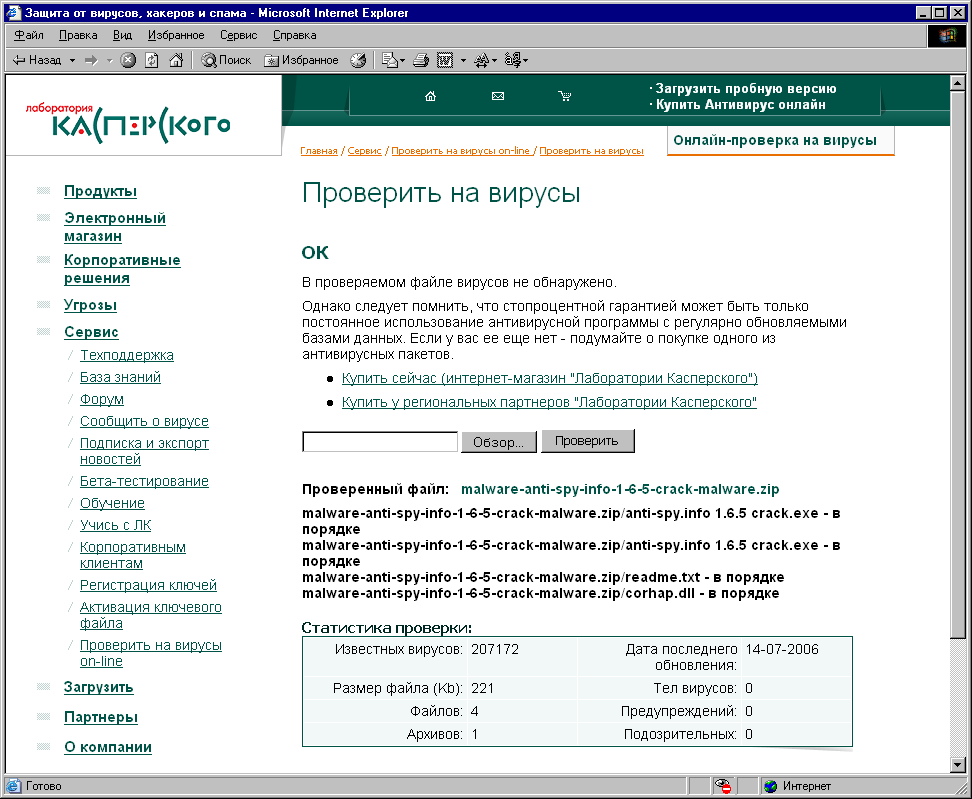 Защита от вирусов, хакеров и спама - Microsoft Internet Explorer
Файл Правка Вид Избранное Сервис Справка
Назад Поиск Избранное
лаборатория
КАСПЕРСКОГО
· Загрузить пробную версию
· Купить Антивирус онлайн
Онлайн-проверка на вирусы
Главная / Сервис / Проверить на вирусы on-line / Проверить на вирусы
Продукты
Электронный
магазин
Корпоративные
решения
Угрозы
Сервис
/ Техподдержка
/ База знаний
/ Форум
/ Сообщить о вирусе
/ Подписка и экспорт
новостей
/ Бета-тестирование
/ Обучение
/ Учись с ЛК
/ Корпоративным
клиентам
/ Регистрация ключей
/ Активация ключевого
файла
/ Проверить на вирусы
on-line
Загрузить
Партнеры
О компании
Проверить на вирусы
ОК
В проверяемом файле вирусов не обнаружено.
Однако следует помнить, что стопроцентной гарантией может быть только
постоянное использование антивирусной программы с регулярно обновляемыми
базами данных. Если у вас ее еще нет - подумайте о покупке одного из
антивирусных пакетов.
• Купить сейчас (интернет-магазин "Лаборатории Касперского")
• Купить у региональных партнеров "Лаборатории Касперского"
Обзор... Проверить
Проверенный файл: malware-anti-spy-info-1-6-5-crack-malware.zip
malware-anti-spy-info-1-6-5-crack-malware.zip/anti-spy.info 1.6.5 crack.exe - в
порядке
malware-anti-spy-info-1-6-5-crack-malware.zip/anti-spy.info 1.6.5 crack.exe - в
порядке
malware-anti-spy-info-1-6-5-crack-malware.zip/readme.txt - в порядке
malware-anti-spy-info-1-6-5-crack-malware.zip/corhap.dll - в порядке
Статистика проверки:
Известных вирусов: 207172 Дата последнего 14-07-2006
обновления:
Размер файла (Kb): 221 Тел вирусов: 0
Файлов: 4 Предупреждений: 0
Архивов: 1 Подозрительных: 0
Готово Интернет